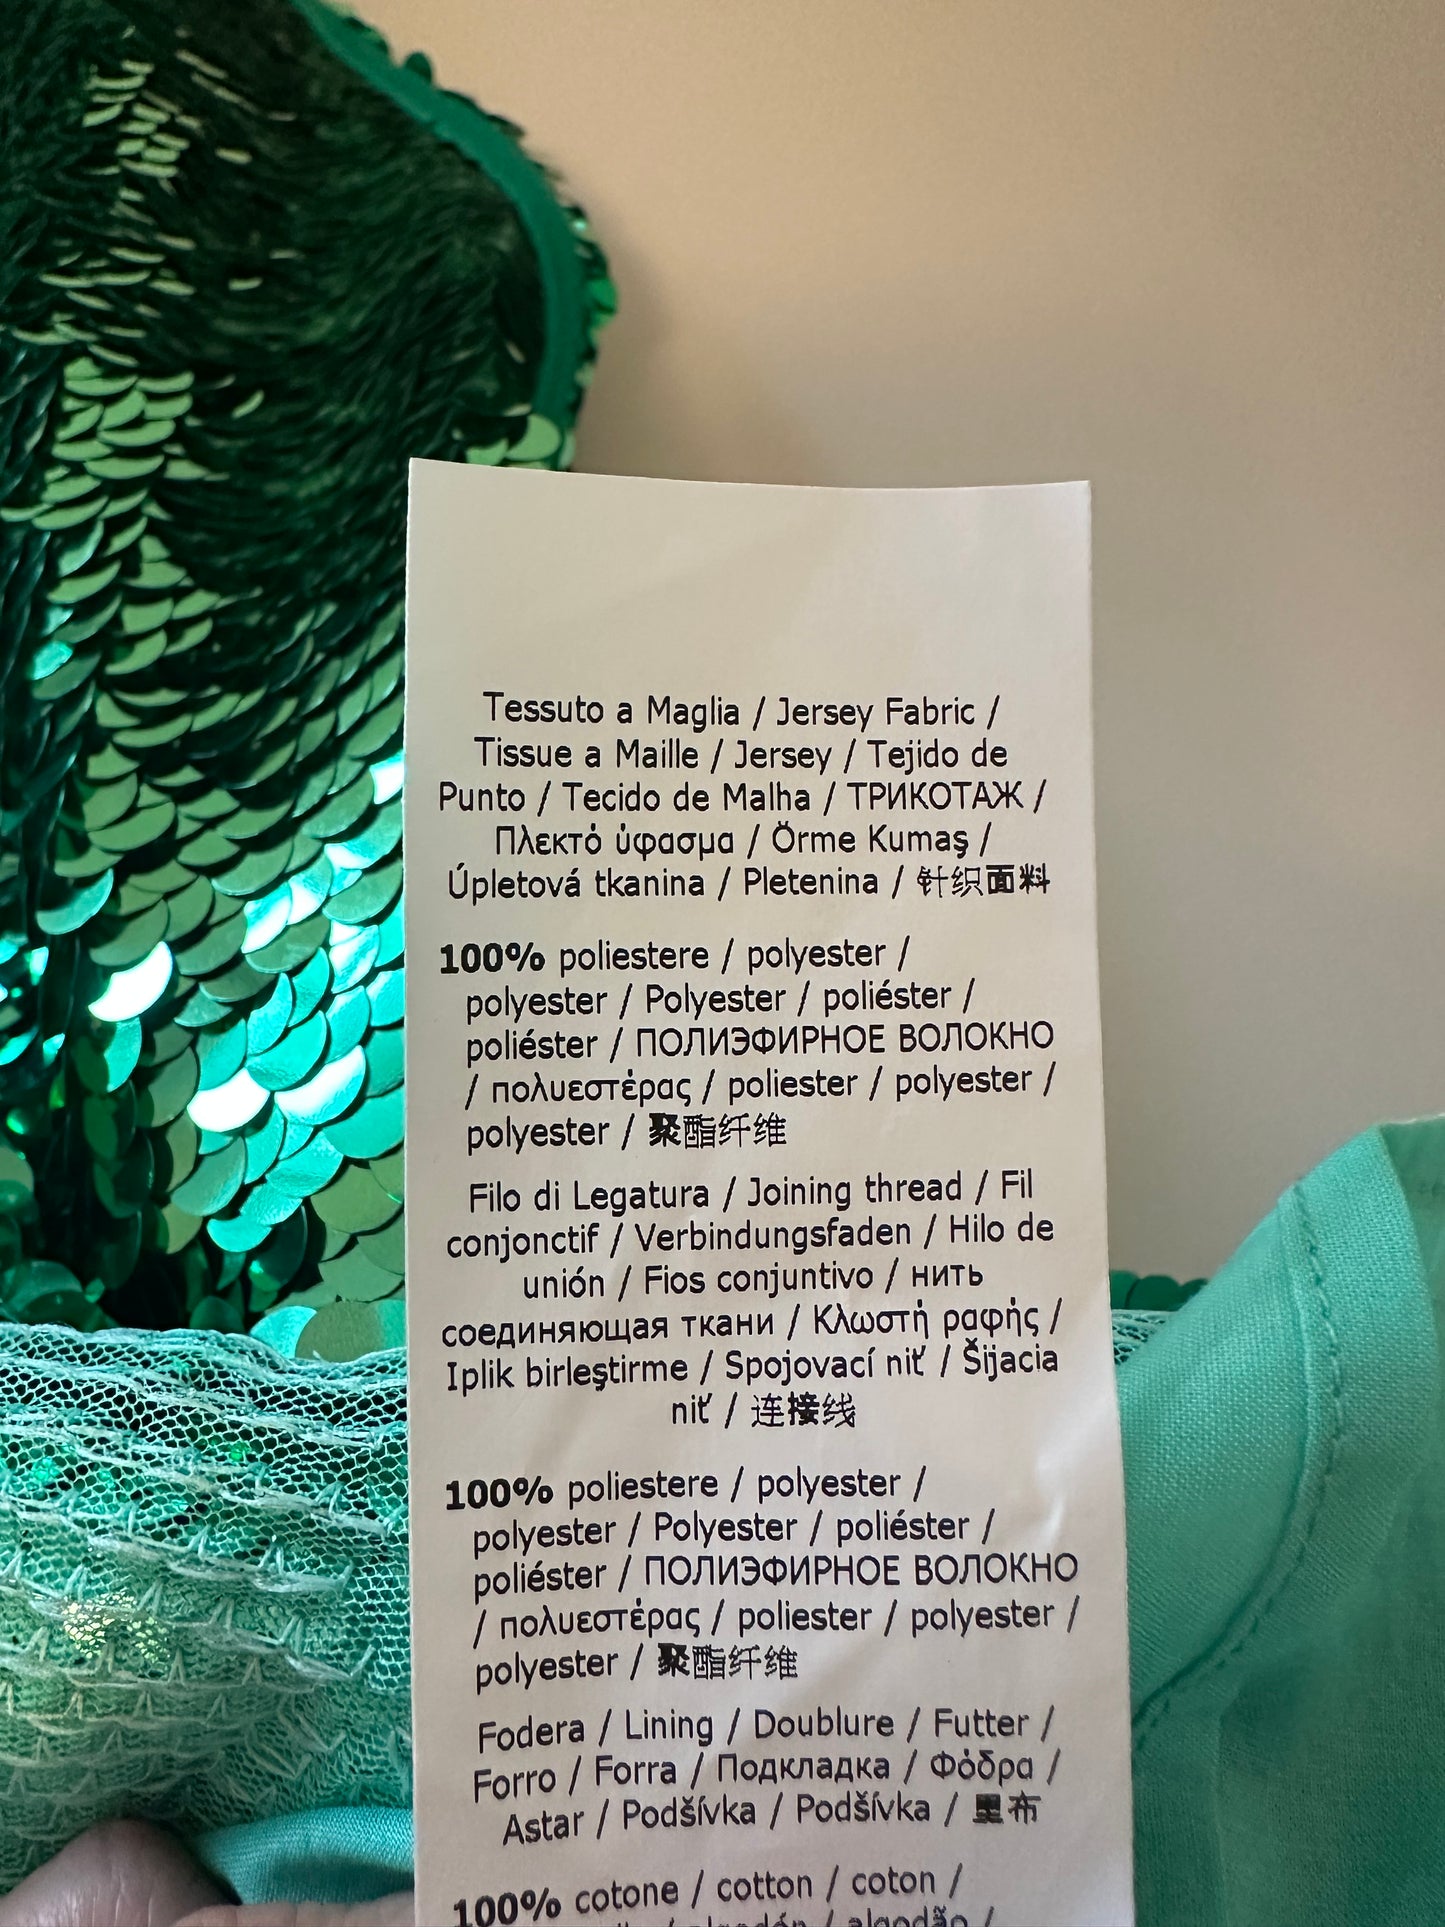 Tessuto a Maglia / Jersey Fabric /
Tissue a Maille / Jersey / Tejido de
Punto / Tecido de Malha / ТРИКОТАЖ /
Πλεκτό ύφασμα / Örme Kumaş /
Úpletová tkanina / Pletenina / 针织面料
100% poliestere / polyester /
polyester / Polyester / poliéster /
poliéster / ПОЛИЭФИРНОЕ ВОЛОКНО
/ πολυεστέρας / poliester / polyester /
polyester / 聚酯纤维
Filo di Legatura / Joining thread / Fil
conjonctif / Verbindungsfaden / Hilo de
unión / Fios conjuntivo / нить
соединяющая ткани / Κλωστή ραφής /
Iplik birleştirme / Spojovací niť / Šijacia
niť / 连接线
100% poliestere / polyester /
polyester / Polyester / poliéster /
poliéster / ПОЛИЭФИРНОЕ ВОЛОКНО
/ πολυεστέρας / poliester / polyester /
polyester / 聚酯纤维
Fodera / Lining / Doublure / Futter /
Forro / Forra / Подкладка / Φόδρα /
Astar / Podšívka / Podšívka / 里布
100% cotone / cotton / coton /
/ algodón / algodão /